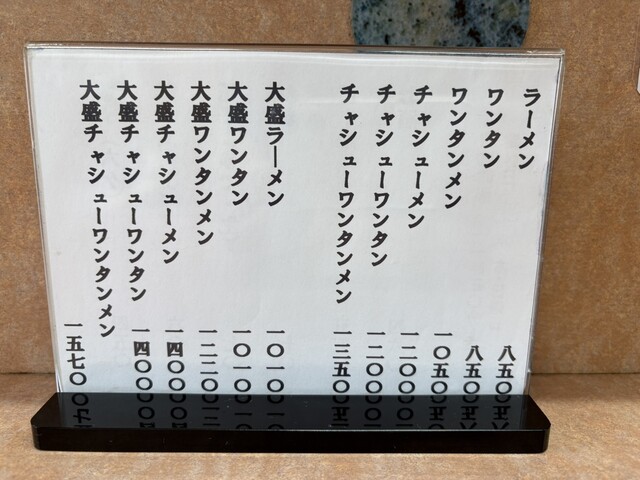 ラーメン 八五〇
ワンタン 八五〇
ワンタンメン 一〇五〇
チャシューメン 一二〇〇
チャシューワンタン 一二〇〇
チャシューワンタンメン 一三五〇
大盛ラーメン 一〇一〇
大盛ワンタン 一〇一〇
大盛ワンタンメン 一二二〇
大盛チャシューメン 一四〇〇
大盛チャシューワンタン 一四〇〇
大盛チャシューワンタンメン 一五七〇